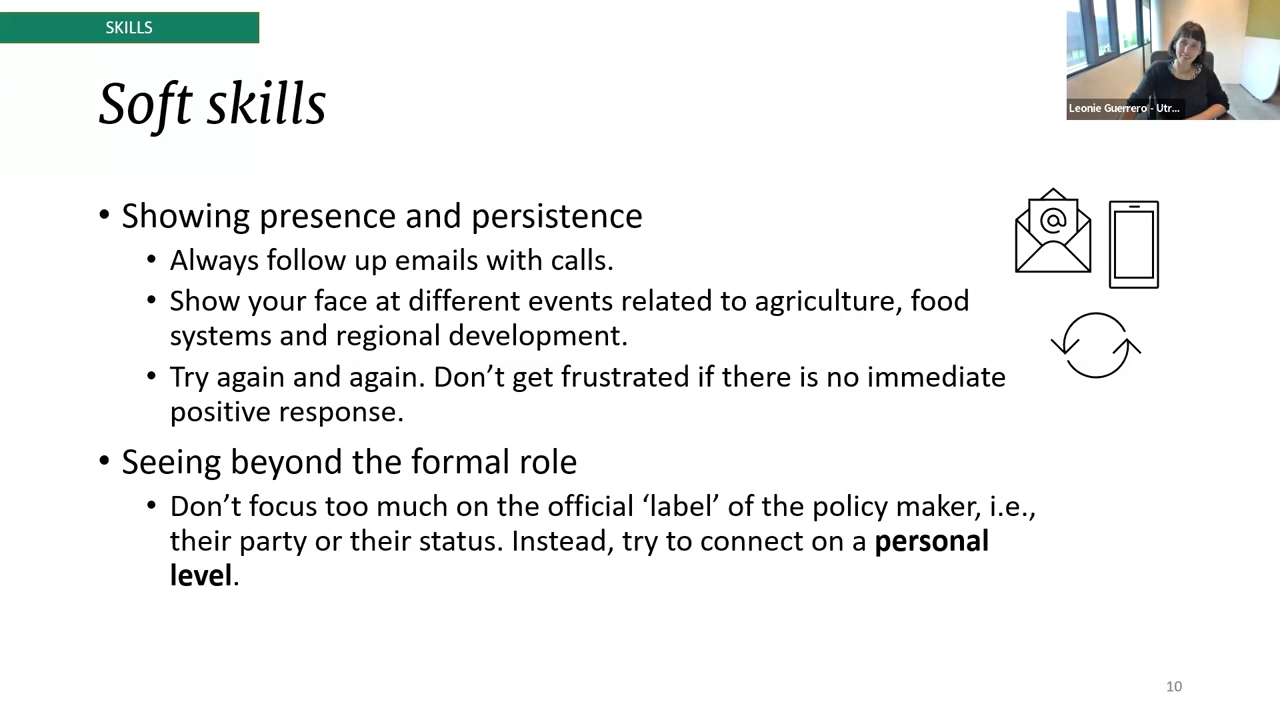 SKILLS
Soft skills
Leonie Guerrero - Utr...
• Showing presence and persistence
• Always follow up emails with calls.
• Show your face at different events related to agriculture, food
systems and regional development.
• Try again and again. Don’t get frustrated if there is no immediate
positive response.
• Seeing beyond the formal role
• Don’t focus too much on the official ‘label’ of the policy maker, i.e.,
their party or their status. Instead, try to connect on a personal
level.
@
10